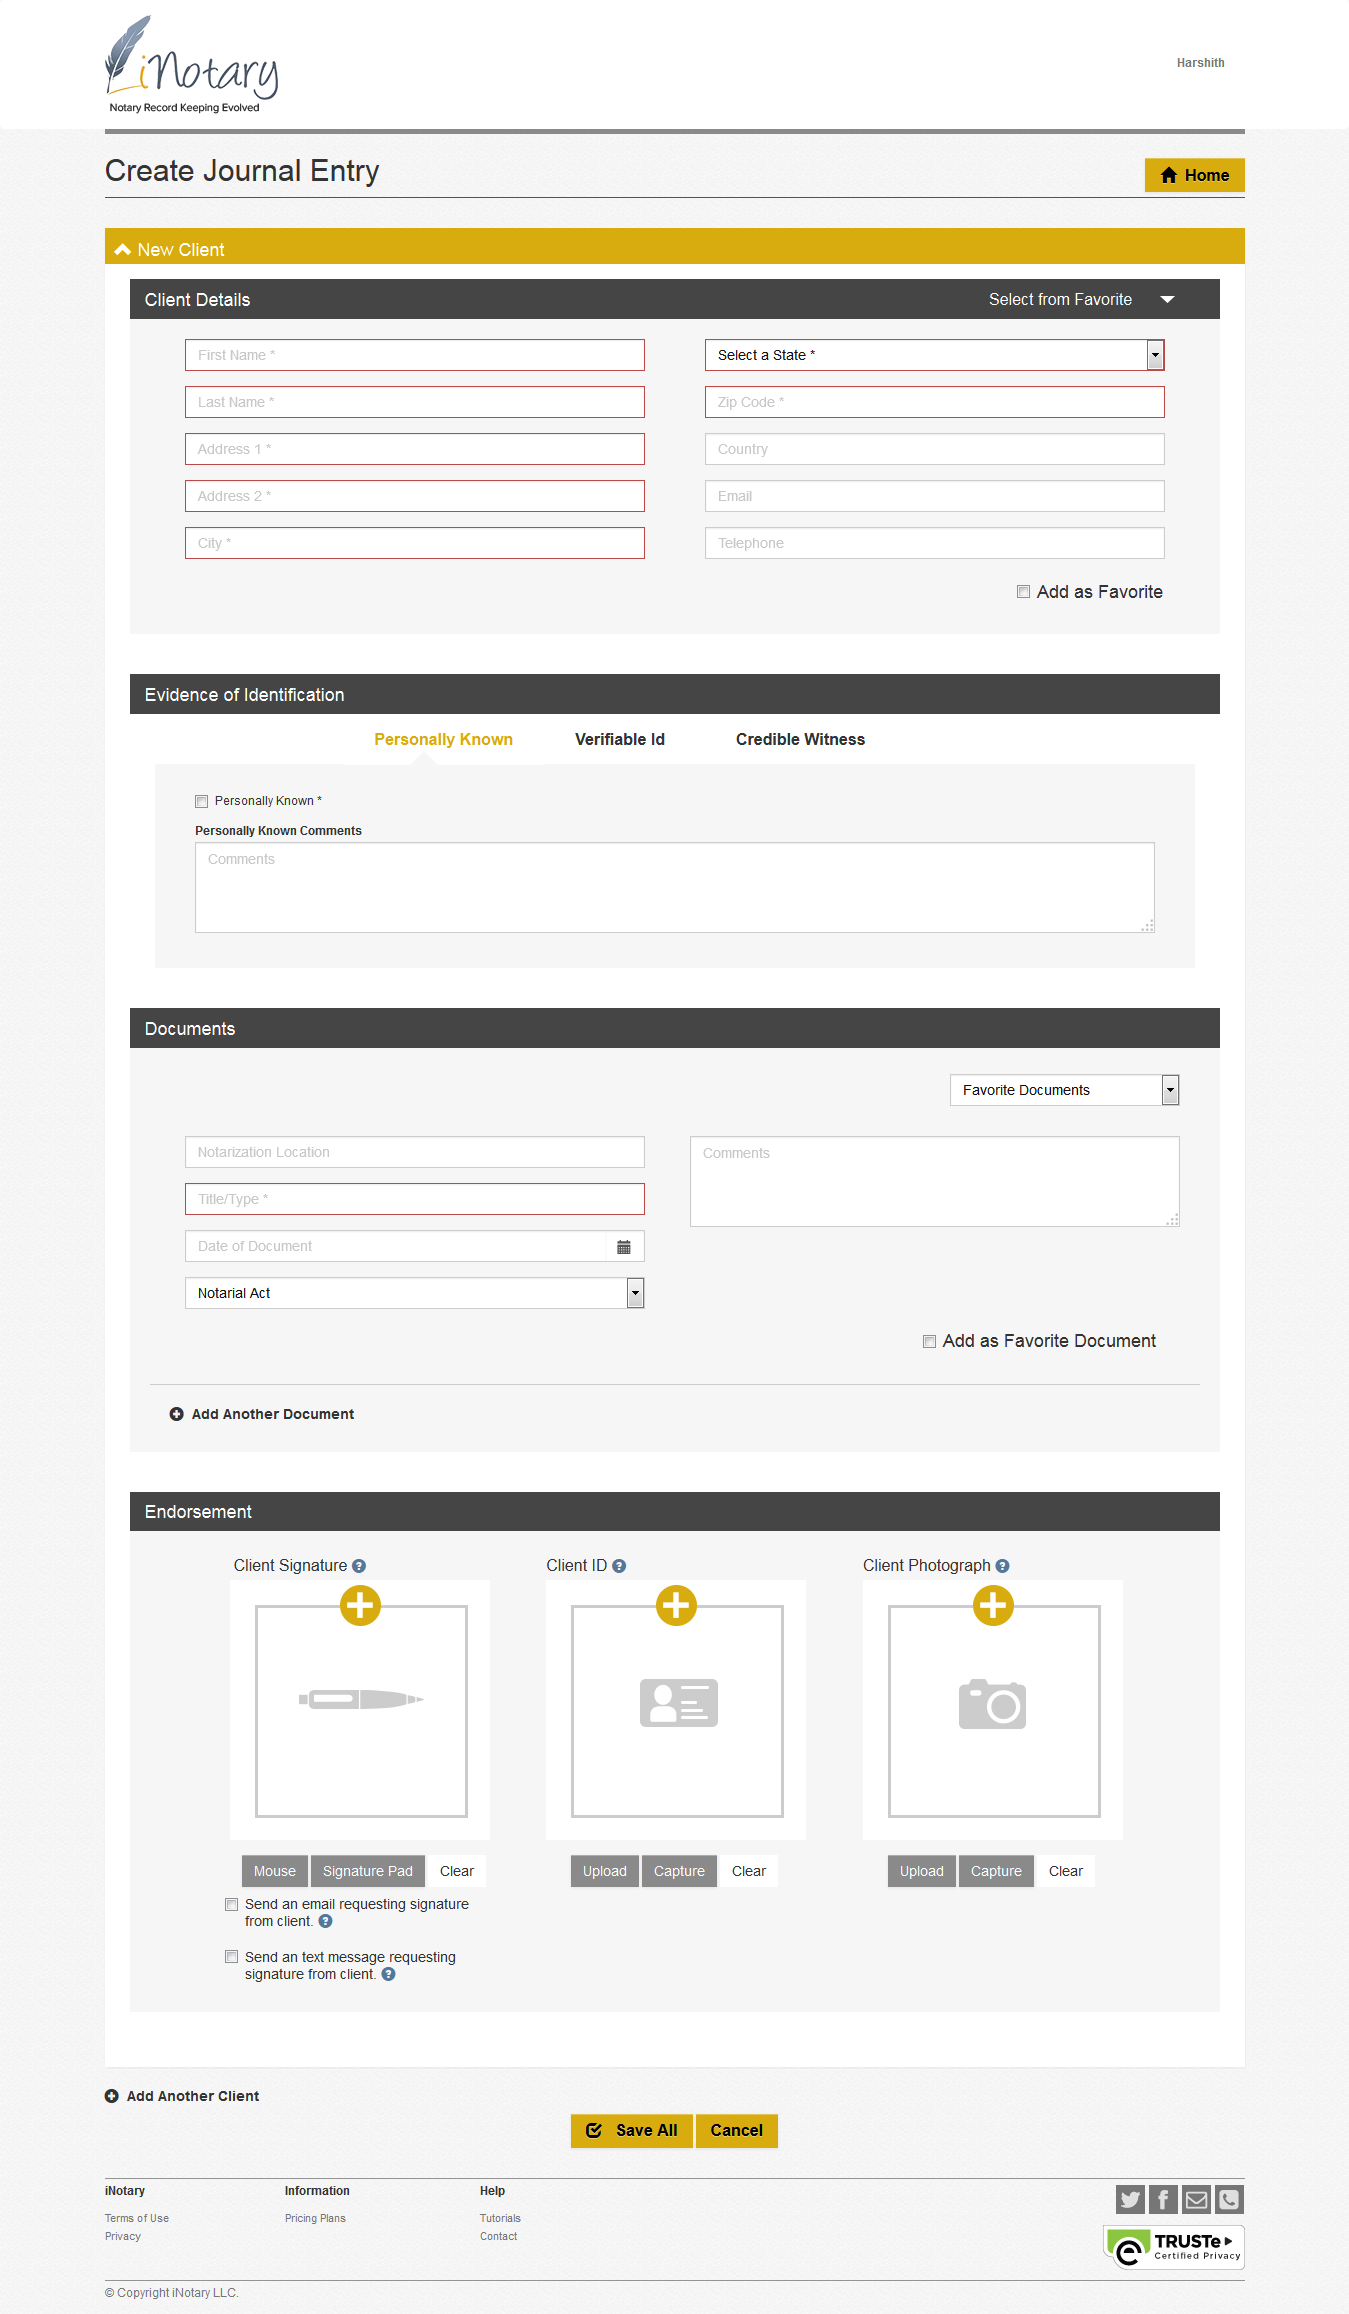 iNotary
Notary Record Keeping Evolved
Harshith
Create Journal Entry
Home
New Client
Client Details
Select from Favorite
First Name *
Select a State *
Last Name *
Zip Code *
Address 1 *
Country
Address 2 *
Email
City *
Telephone
Add as Favorite
Evidence of Identification
Personally Known
Verifiable Id
Credible Witness
Personally Known *
Personally Known Comments
Comments
Documents
Favorite Documents
Notarization Location
Comments
Title/Type *
Date of Document
Notarial Act
Add as Favorite Document
Add Another Document
Endorsement
Client Signature
Client ID
Client Photograph
Mouse
Signature Pad
Clear
Upload
Capture
Clear
Upload
Capture
Clear
Send an email requesting signature
from client.
Send an text message requesting
signature from client.
Add Another Client
Save All
Cancel
iNotary
Information
Help
Terms of Use
Pricing Plans
Tutorials
Privacy
Contact
TRUSTe
Certified Privacy
© Copyright iNotary LLC.